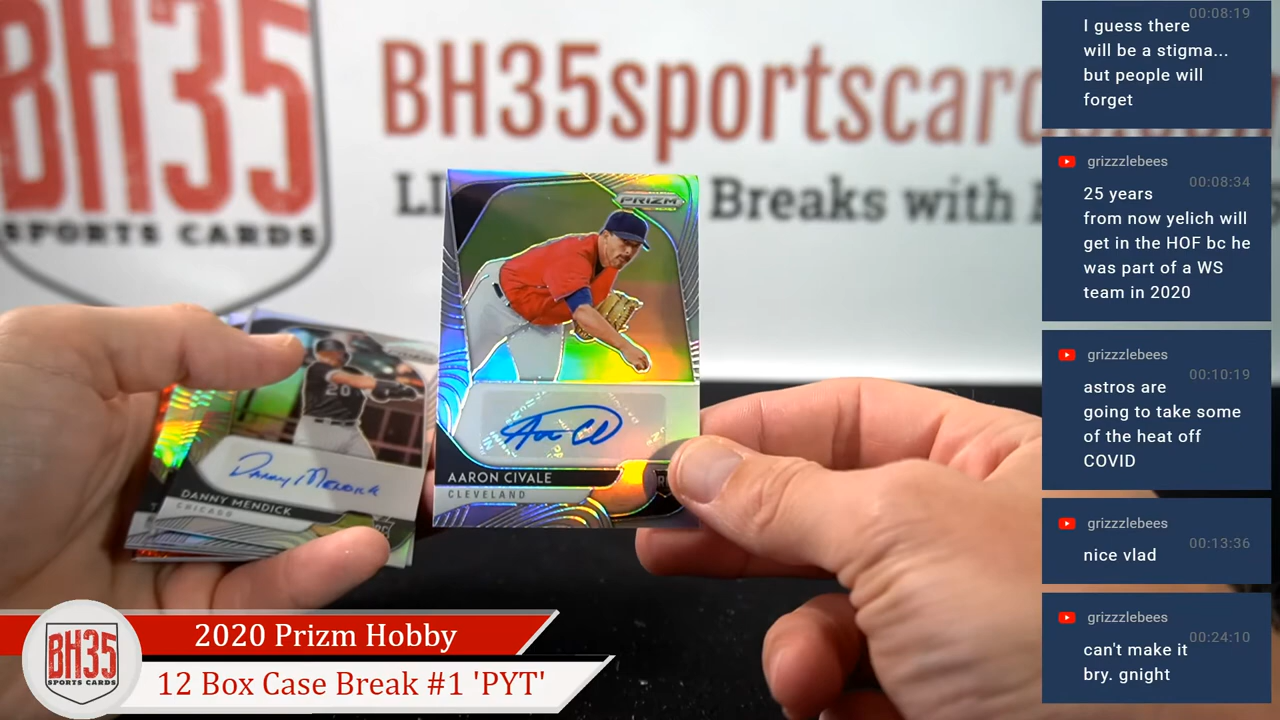 BH35
SPORTS CARDS
BH35sportscar
Breaks with
PRIZM
20
Danny Mendick
DANNY MENDICK
CHICAGO
AARON CIVALE
CLEVELAND
2020 Prizm Hobby
12 Box Case Break #1 'PYT'
BH35
SPORTS CARDS
00:08:19
I guess there
will be a stigma...
but people will
forget
grizzzlebees
00:08:34
25 years
from now yelich will
get in the HOF bc he
was part of a WS
team in 2020
grizzzlebees
00:10:19
astros are
going to take some
of the heat off
COVID
grizzzlebees
00:13:36
nice vlad
grizzzlebees
00:24:10
can't make it
bry. gnight